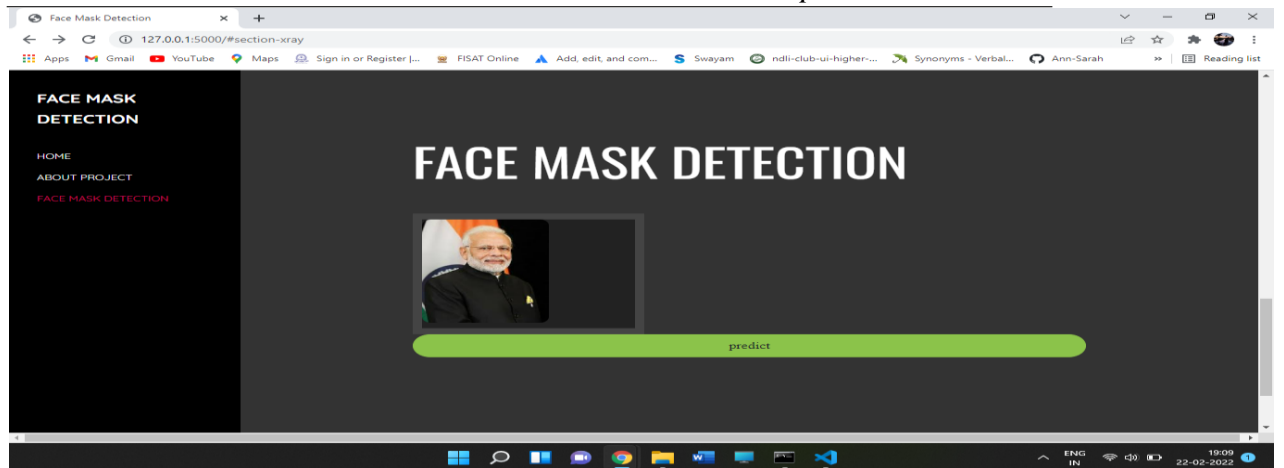 Face Mask Detection
127.0.0.1:5000/#section-xray
Apps Gmail YouTube Maps Sign in or Register |... FISAT Online Add, edit, and com... Swayam ndli-club-ui-higher-... Synonyms - Verbal... Ann-Sarah » Reading list
FACE MASK
DETECTION
HOME
ABOUT PROJECT
FACE MASK DETECTION
FACE MASK DETECTION
predict
ENG
IN
19:09
22-02-2022
1